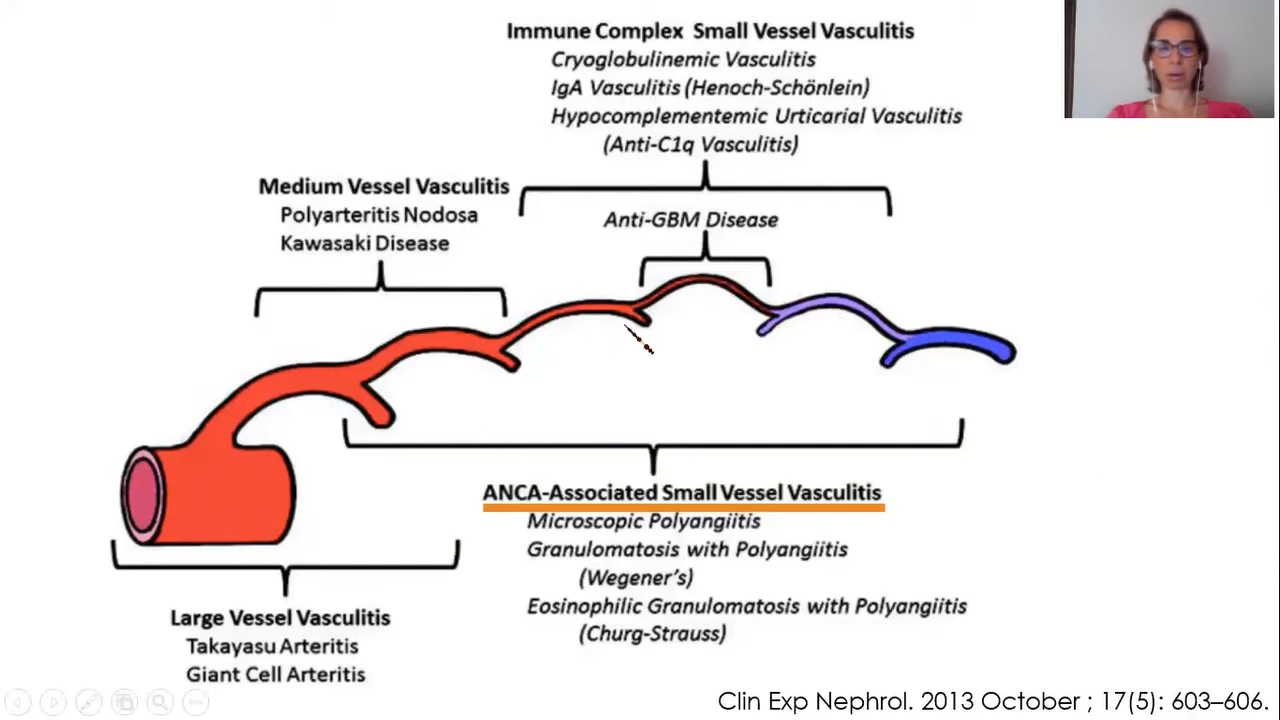 Immune Complex Small Vessel Vasculitis
Cryoglobulinemic Vasculitis
IgA Vasculitis (Henoch-Schönlein)
Hypocomplementemic Urticarial Vasculitis
(Anti-C1q Vasculitis)
Medium Vessel Vasculitis
Polyarteritis Nodosa
Kawasaki Disease
Anti-GBM Disease
ANCA-Associated Small Vessel Vasculitis
Microscopic Polyangiitis
Granulomatosis with Polyangiitis
(Wegener's)
Eosinophilic Granulomatosis with Polyangiitis
(Churg-Strauss)
Large Vessel Vasculitis
Takayasu Arteritis
Giant Cell Arteritis
Clin Exp Nephrol. 2013 October ; 17(5): 603–606.